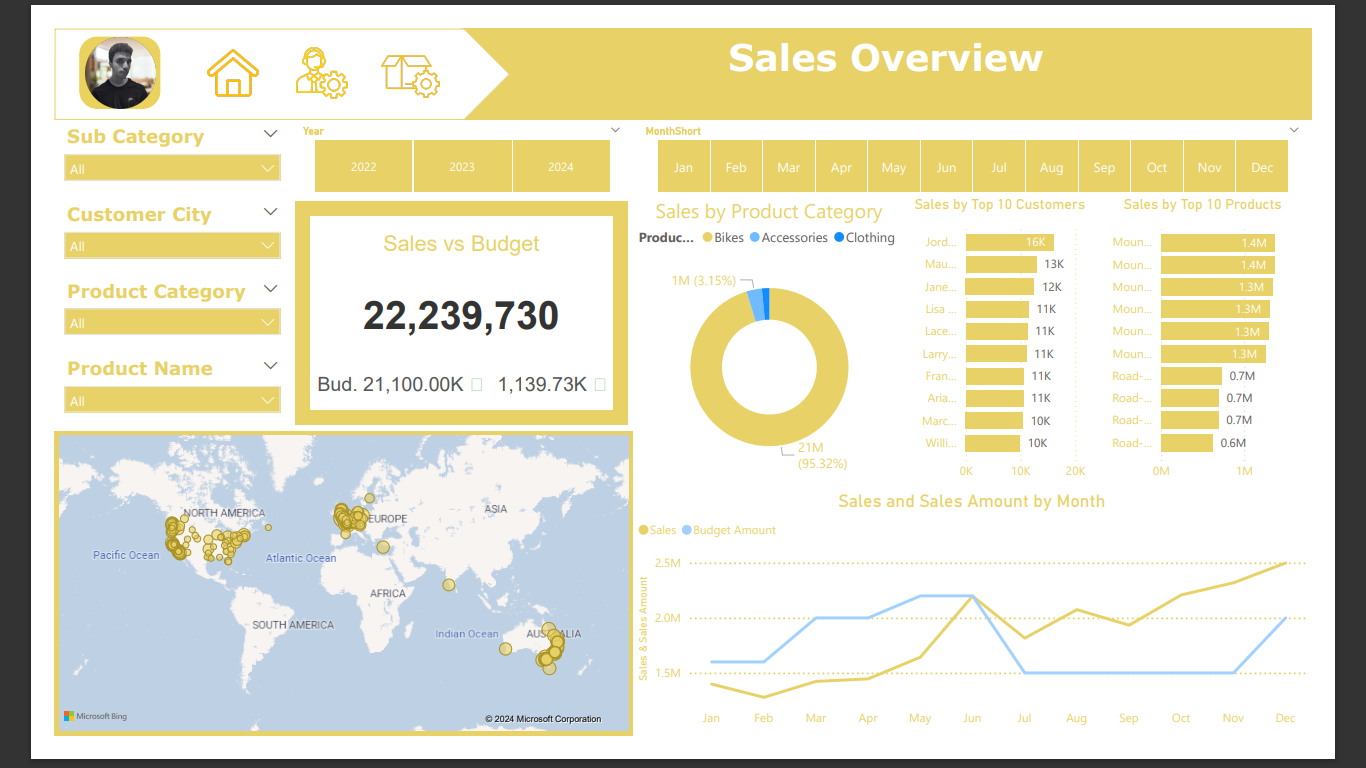 Sales Overview
Sub Category
All
Customer City
All
Product Category
All
Product Name
All
Year
2022 2023 2024
MonthShort
Jan Feb Mar Apr May Jun Jul Aug Sep Oct Nov Dec
Sales vs Budget
22,239,730
Bud. 21,100.00K 1,139.73K
Sales by Product Category
Produc... Bikes Accessories Clothing
1M (3.15%)
21M
(95.32%)
Sales by Top 10 Customers
Jord... 16K
Mau... 13K
Jane... 12K
Lisa ... 11K
Lace... 11K
Larry... 11K
Fran... 11K
Aria... 11K
Marc... 10K
Willi... 10K
0K 10K 20K
Sales by Top 10 Products
Moun... 1.4M
Moun... 1.4M
Moun... 1.3M
Moun... 1.3M
Moun... 1.3M
Moun... 1.3M
Road-... 0.7M
Road-... 0.7M
Road-... 0.7M
Road-... 0.6M
0M 1M
NORTH AMERICA
EUROPE
ASIA
Pacific Ocean
Atlantic Ocean
AFRICA
SOUTH AMERICA
Indian Ocean
Microsoft Bing
© 2024 Microsoft Corporation
Sales and Sales Amount by Month
Sales Budget Amount
Sales & Sales Amount
2.5M
2.0M
1.5M
Jan Feb Mar Apr May Jun Jul Aug Sep Oct Nov Dec